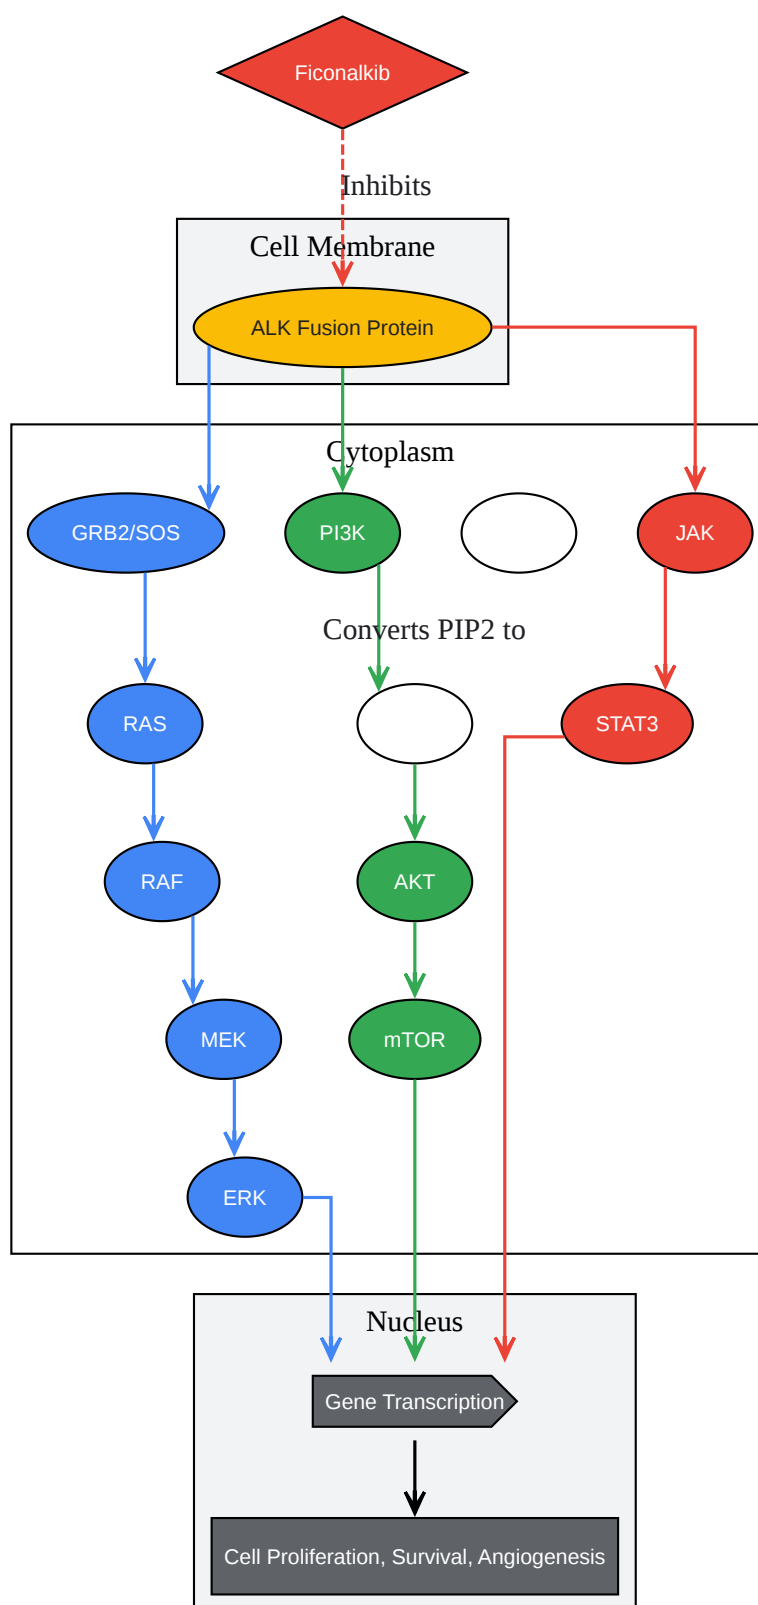 Ficonalkib
Inhibits
Cell Membrane
ALK Fusion Protein
Cytoplasm
GRB2/SOS
PI3K
JAK
Converts PIP2 to
RAS
STAT3
RAF
AKT
MEK
mTOR
ERK
Nucleus
Gene Transcription
Cell Proliferation, Survival, Angiogenesis